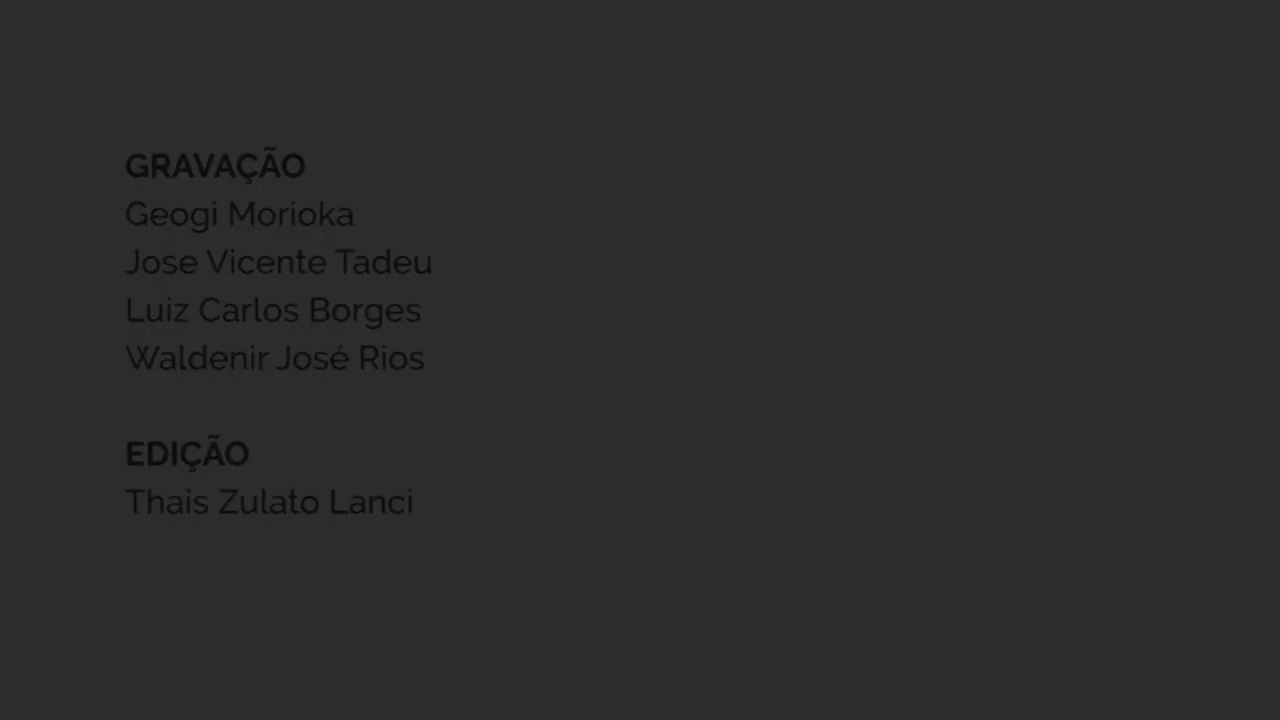 GRAVAÇÃO
Geogi Morioka
Jose Vicente Tadeu
Luiz Carlos Borges
Waldenir José Rios
EDIÇÃO
Thais Zulato Lanci